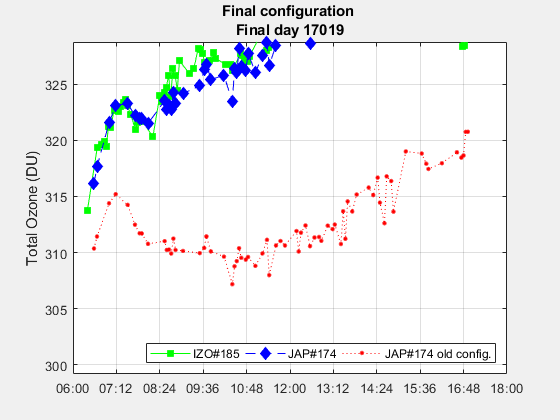 Final configuration
Final day 17019
Total Ozone (DU)
325
320
315
310
305
300
IZO#185 JAP#174 JAP#174 old config.
06:00 07:12 08:24 09:36 10:48 12:00 13:12 14:24 15:36 16:48 18:00